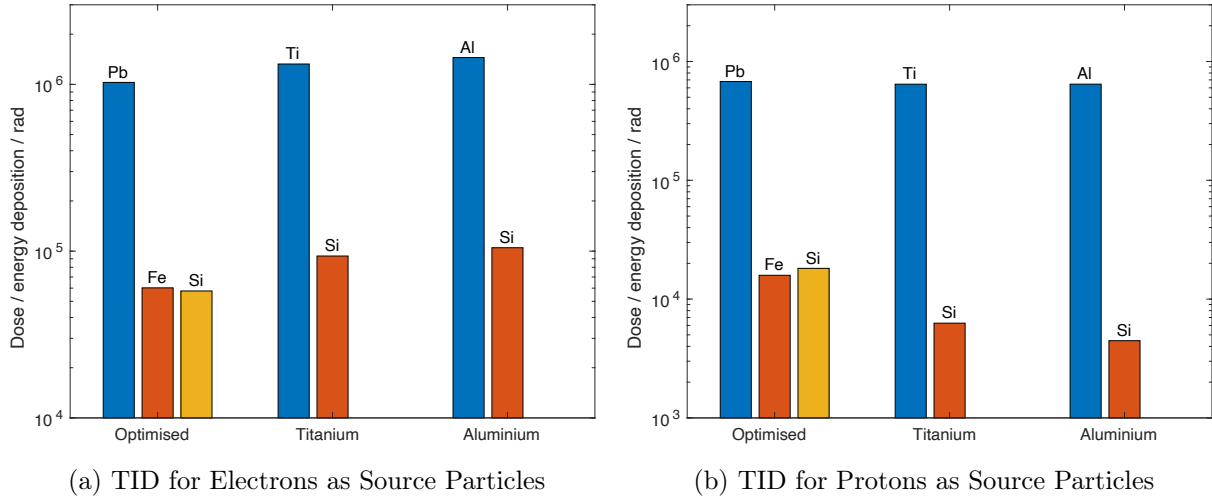 Dose / energy deposition / rad
10^6
10^5
10^4
Pb
Fe
Si
Ti
Si
Al
Si
Optimised
Titanium
Aluminium
(a) TID for Electrons as Source Particles
Dose / energy deposition / rad
10^6
10^5
10^4
10^3
Pb
Fe
Si
Ti
Si
Al
Si
Optimised
Titanium
Aluminium
(b) TID for Protons as Source Particles